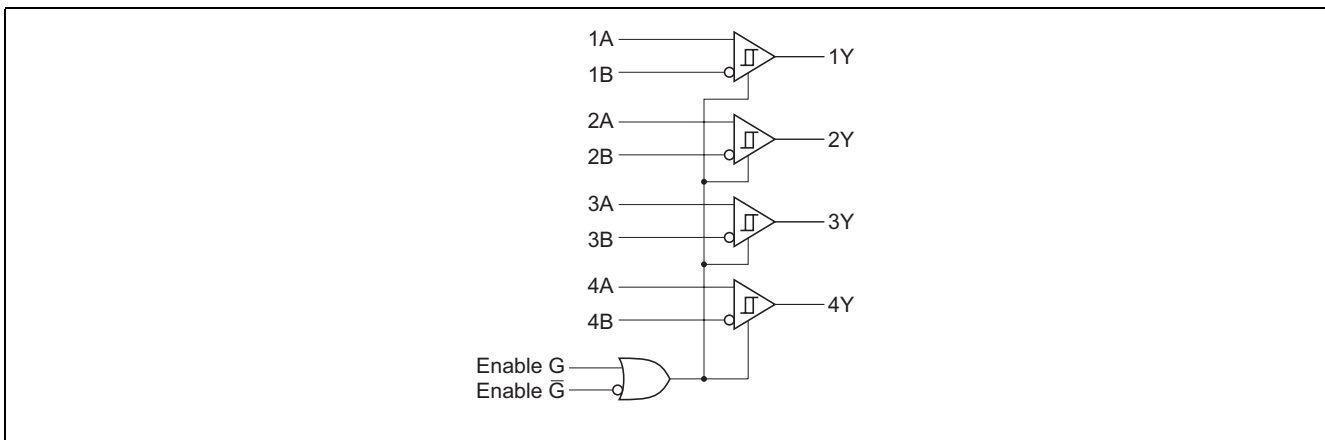 1A
1B
1Y
2A
2B
2Y
3A
3B
3Y
4A
4B
4Y
Enable G
Enable G̅